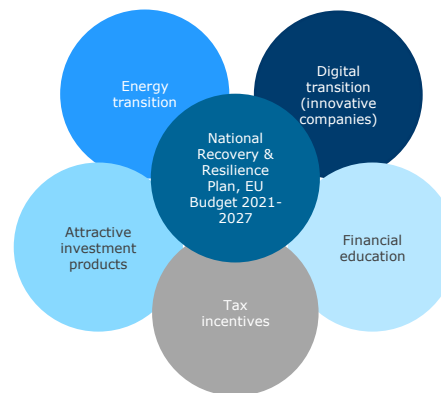 Energy
transition
Digital
transition
(innovative
companies)
National
Recovery &
Resilience
Plan, EU
Budget 2021-
2027
Attractive
investment
products
Financial
education
Tax
incentives